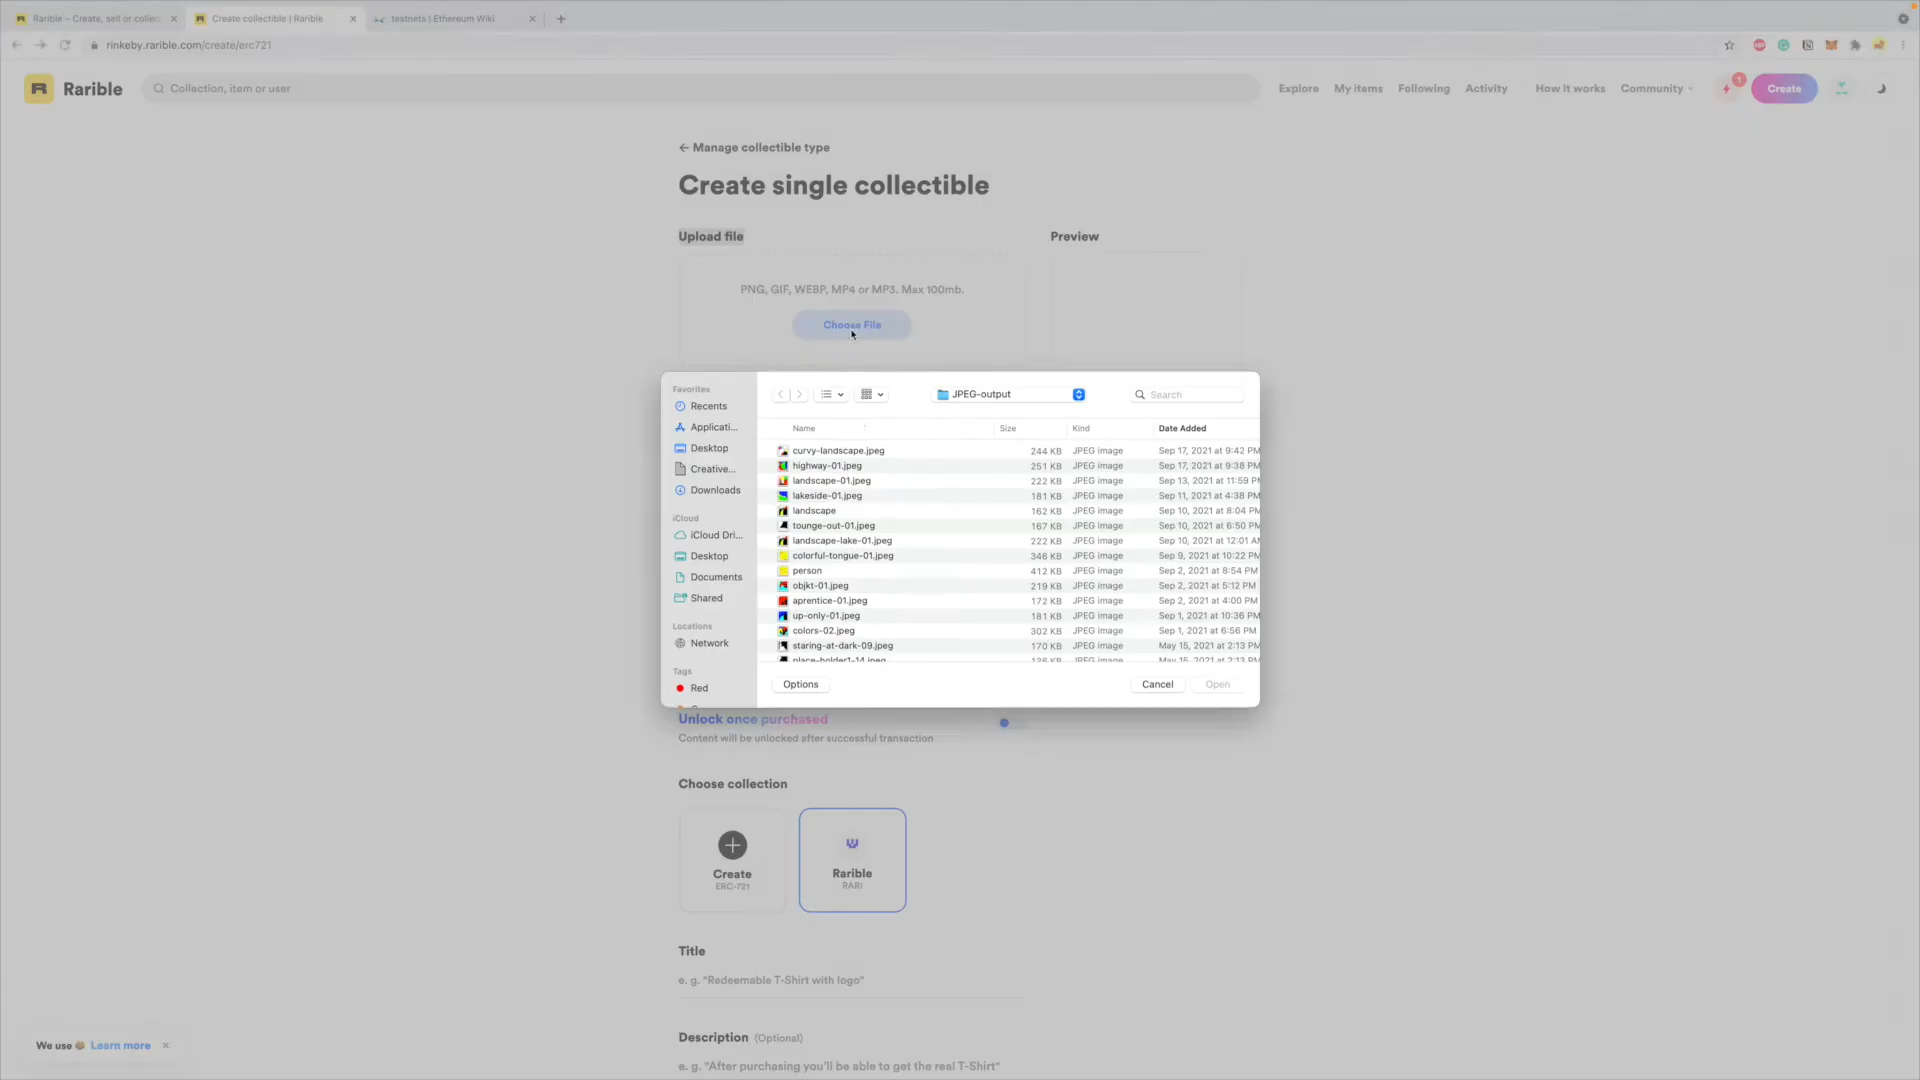 Rarible – Create, sell or collec
Create collectible | Rarible
testnets | Ethereum Wiki
rinkeby.rarible.com/create/erc721
Rarible
Collection, item or user
Explore
My items
Following
Activity
How it works
Community
1
Create
← Manage collectible type
Create single collectible
Upload file
Preview
PNG, GIF, WEBP, MP4 or MP3. Max 100mb.
Choose File
Favorites
Recents
Applicati...
Desktop
Creative...
Downloads
iCloud
iCloud Dri...
Desktop
Documents
Shared
Locations
Network
Tags
Red
JPEG-output
Search
Name Size Kind Date Added
curvy-landscape.jpeg 244 KB JPEG image Sep 17, 2021 at 9:42 PM
highway-01.jpeg 251 KB JPEG image Sep 17, 2021 at 9:38 PM
landscape-01.jpeg 222 KB JPEG image Sep 13, 2021 at 11:59 PM
lakeside-01.jpeg 181 KB JPEG image Sep 11, 2021 at 4:38 PM
landscape 162 KB JPEG image Sep 10, 2021 at 8:04 PM
tounge-out-01.jpeg 167 KB JPEG image Sep 10, 2021 at 6:50 PM
landscape-lake-01.jpeg 222 KB JPEG image Sep 10, 2021 at 12:01 AM
colorful-tongue-01.jpeg 346 KB JPEG image Sep 9, 2021 at 10:22 PM
person 412 KB JPEG image Sep 2, 2021 at 8:54 PM
objkt-01.jpeg 219 KB JPEG image Sep 2, 2021 at 5:12 PM
aprentice-01.jpeg 172 KB JPEG image Sep 2, 2021 at 4:00 PM
up-only-01.jpeg 181 KB JPEG image Sep 1, 2021 at 10:36 PM
colors-02.jpeg 302 KB JPEG image Sep 1, 2021 at 6:56 PM
staring-at-dark-09.jpeg 170 KB JPEG image May 15, 2021 at 2:13 PM
place-holder1-14.jpeg 136 KB JPEG image May 15, 2021 at 2:13 PM
Options
Cancel
Open
Unlock once purchased
Content will be unlocked after successful transaction
Choose collection
Create
ERC-721
Rarible
RARI
Title
e. g. "Redeemable T-Shirt with logo"
Description (Optional)
e. g. "After purchasing you'll be able to get the real T-Shirt"
We use Learn more